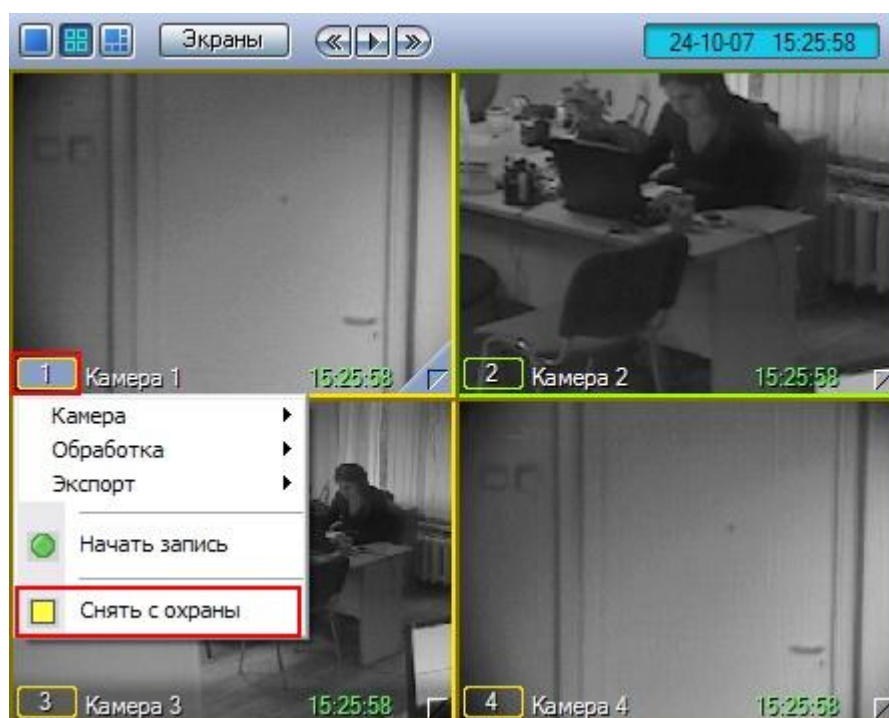 Экраны
24-10-07 15:25:58
1 Камера 1 15:25:58
2 Камера 2 15:25:58
Камера
Обработка
Экспорт
Начать запись
Снять с охраны
3 Камера 3 15:25:58
4 Камера 4 15:25:58